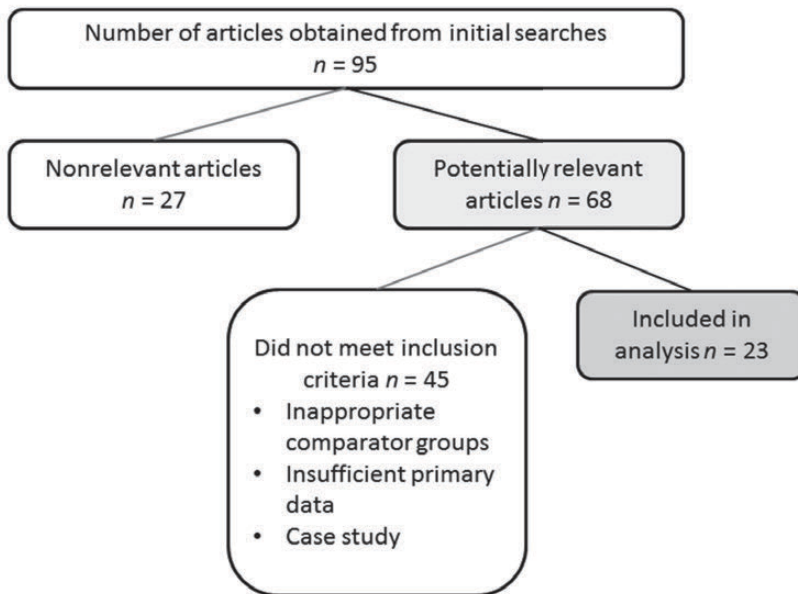 Number of articles obtained from initial searches
n = 95
Nonrelevant articles
n = 27
Potentially relevant
articles n = 68
Did not meet inclusion
criteria n = 45
• Inappropriate
comparator groups
• Insufficient primary
data
• Case study
Included in
analysis n = 23